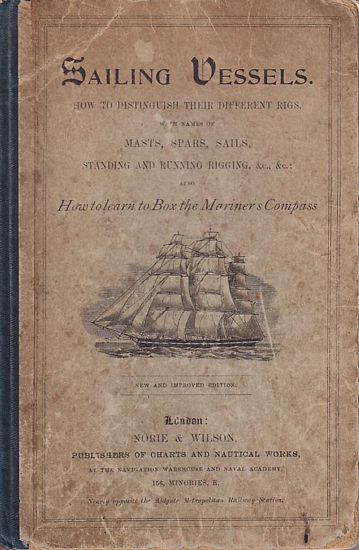 SAILING VESSELS.
HOW TO DISTINGUISH THEIR DIFFERENT RIGS,
WITH NAMES OF
MASTS, SPARS, SAILS,
STANDING AND RUNNING RIGGING, &c., &c.;
ALSO
How to learn to Box the Mariner's Compass
NEW AND IMPROVED EDITION.
London:
NORIE & WILSON,
PUBLISHERS OF CHARTS AND NAUTICAL WORKS,
AT THE NAVIGATION WAREHOUSE AND NAVAL ACADEMY,
156, MINORIES, E.
Nearly opposite the Aldgate Metropolitan Railway Station.